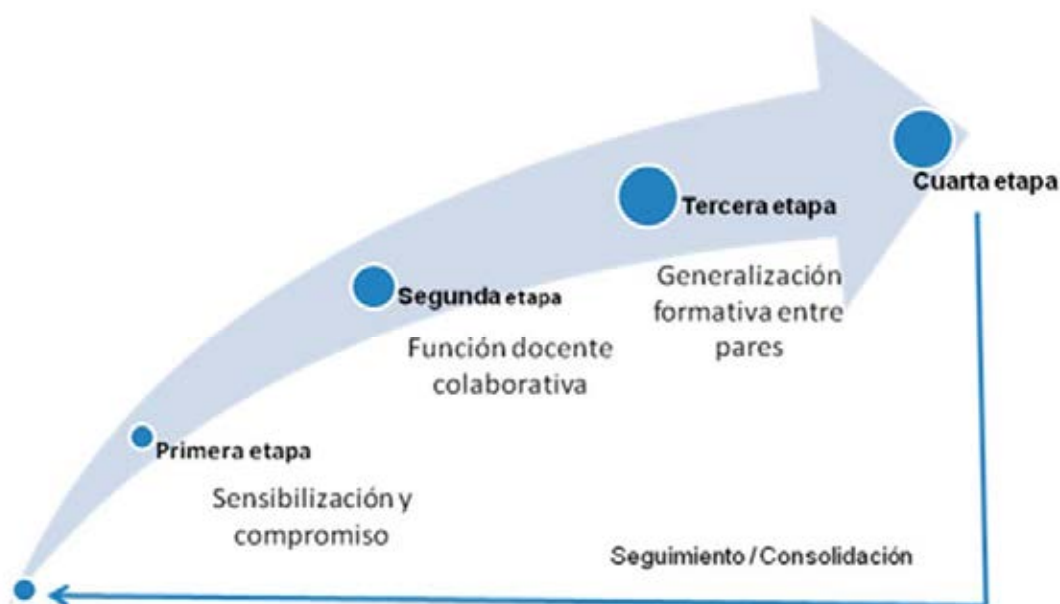 Primera etapa
Sensibilización y
compromiso
Segunda etapa
Función docente
colaborativa
Tercera etapa
Generalización
formativa entre
pares
Cuarta etapa
Seguimiento / Consolidación